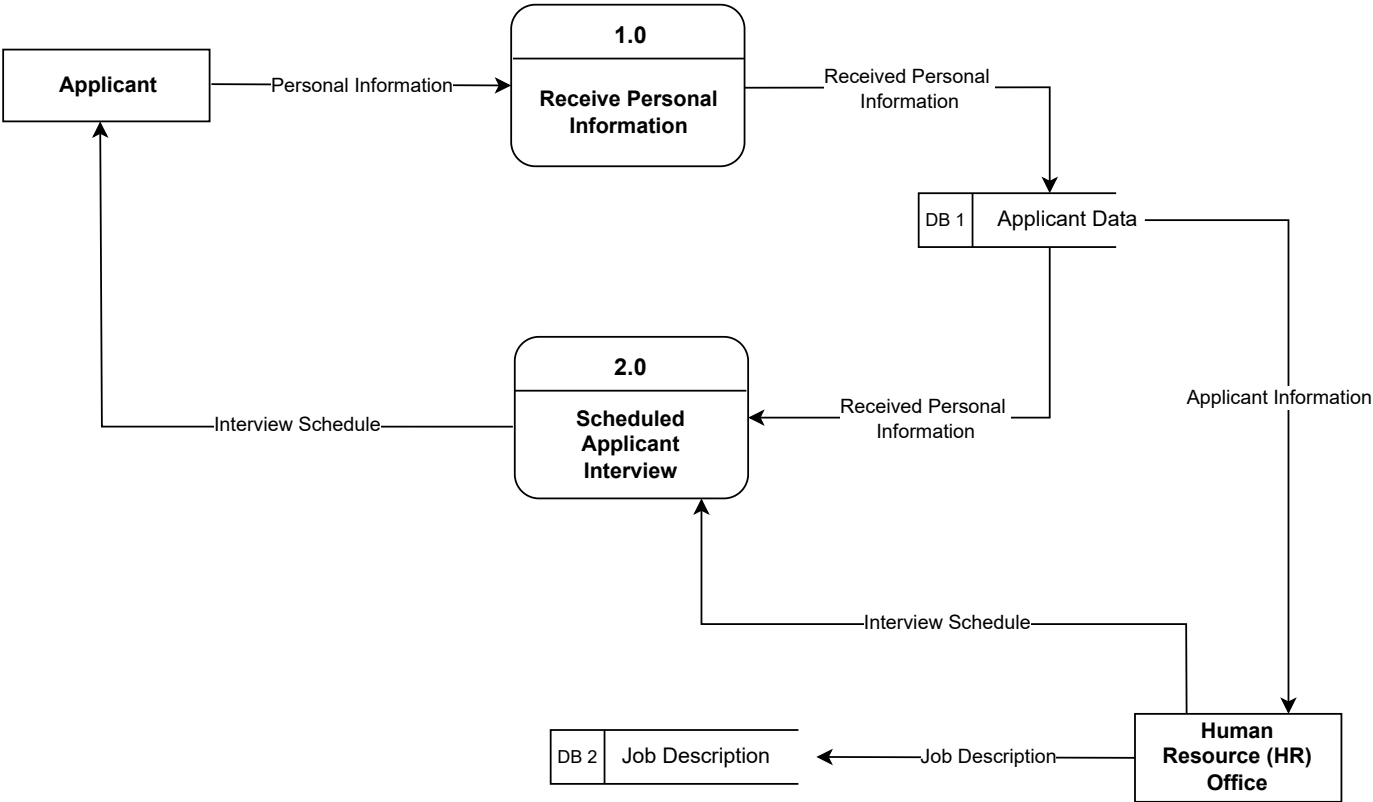 1.0
Applicant
Personal Information
Receive Personal
Information
Received Personal
Information
DB 1
Applicant Data
2.0
Scheduled
Applicant
Interview
Interview Schedule
Received Personal
Information
Applicant Information
Interview Schedule
Human
Resource (HR)
Office
DB 2
Job Description
Job Description